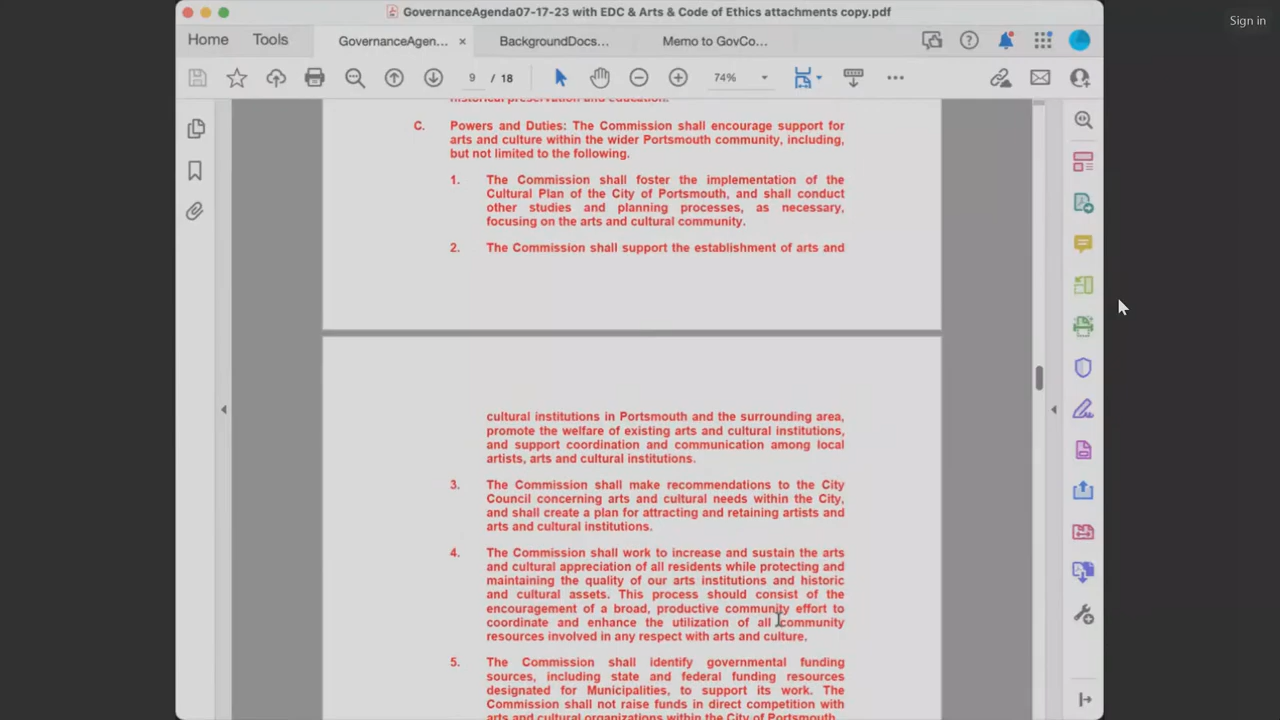 Sign in
GovernanceAgenda07-17-23 with EDC & Arts & Code of Ethics attachments copy.pdf
Home Tools GovernanceAgen... × BackgroundDocs... Memo to GovCo...
9 / 18 74%
historical preservation and education.
C. Powers and Duties: The Commission shall encourage support for
arts and culture within the wider Portsmouth community, including,
but not limited to the following.
1. The Commission shall foster the implementation of the
Cultural Plan of the City of Portsmouth, and shall conduct
other studies and planning processes, as necessary,
focusing on the arts and cultural community.
2. The Commission shall support the establishment of arts and
cultural institutions in Portsmouth and the surrounding area,
promote the welfare of existing arts and cultural institutions,
and support coordination and communication among local
artists, arts and cultural institutions.
3. The Commission shall make recommendations to the City
Council concerning arts and cultural needs within the City,
and shall create a plan for attracting and retaining artists and
arts and cultural institutions.
4. The Commission shall work to increase and sustain the arts
and cultural appreciation of all residents while protecting and
maintaining the quality of our arts institutions and historic
and cultural assets. This process should consist of the
encouragement of a broad, productive community effort to
coordinate and enhance the utilization of all community
resources involved in any respect with arts and culture.
5. The Commission shall identify governmental funding
sources, including state and federal funding resources
designated for Municipalities, to support its work. The
Commission shall not raise funds in direct competition with
arts and cultural organizations within the City of Portsmouth.